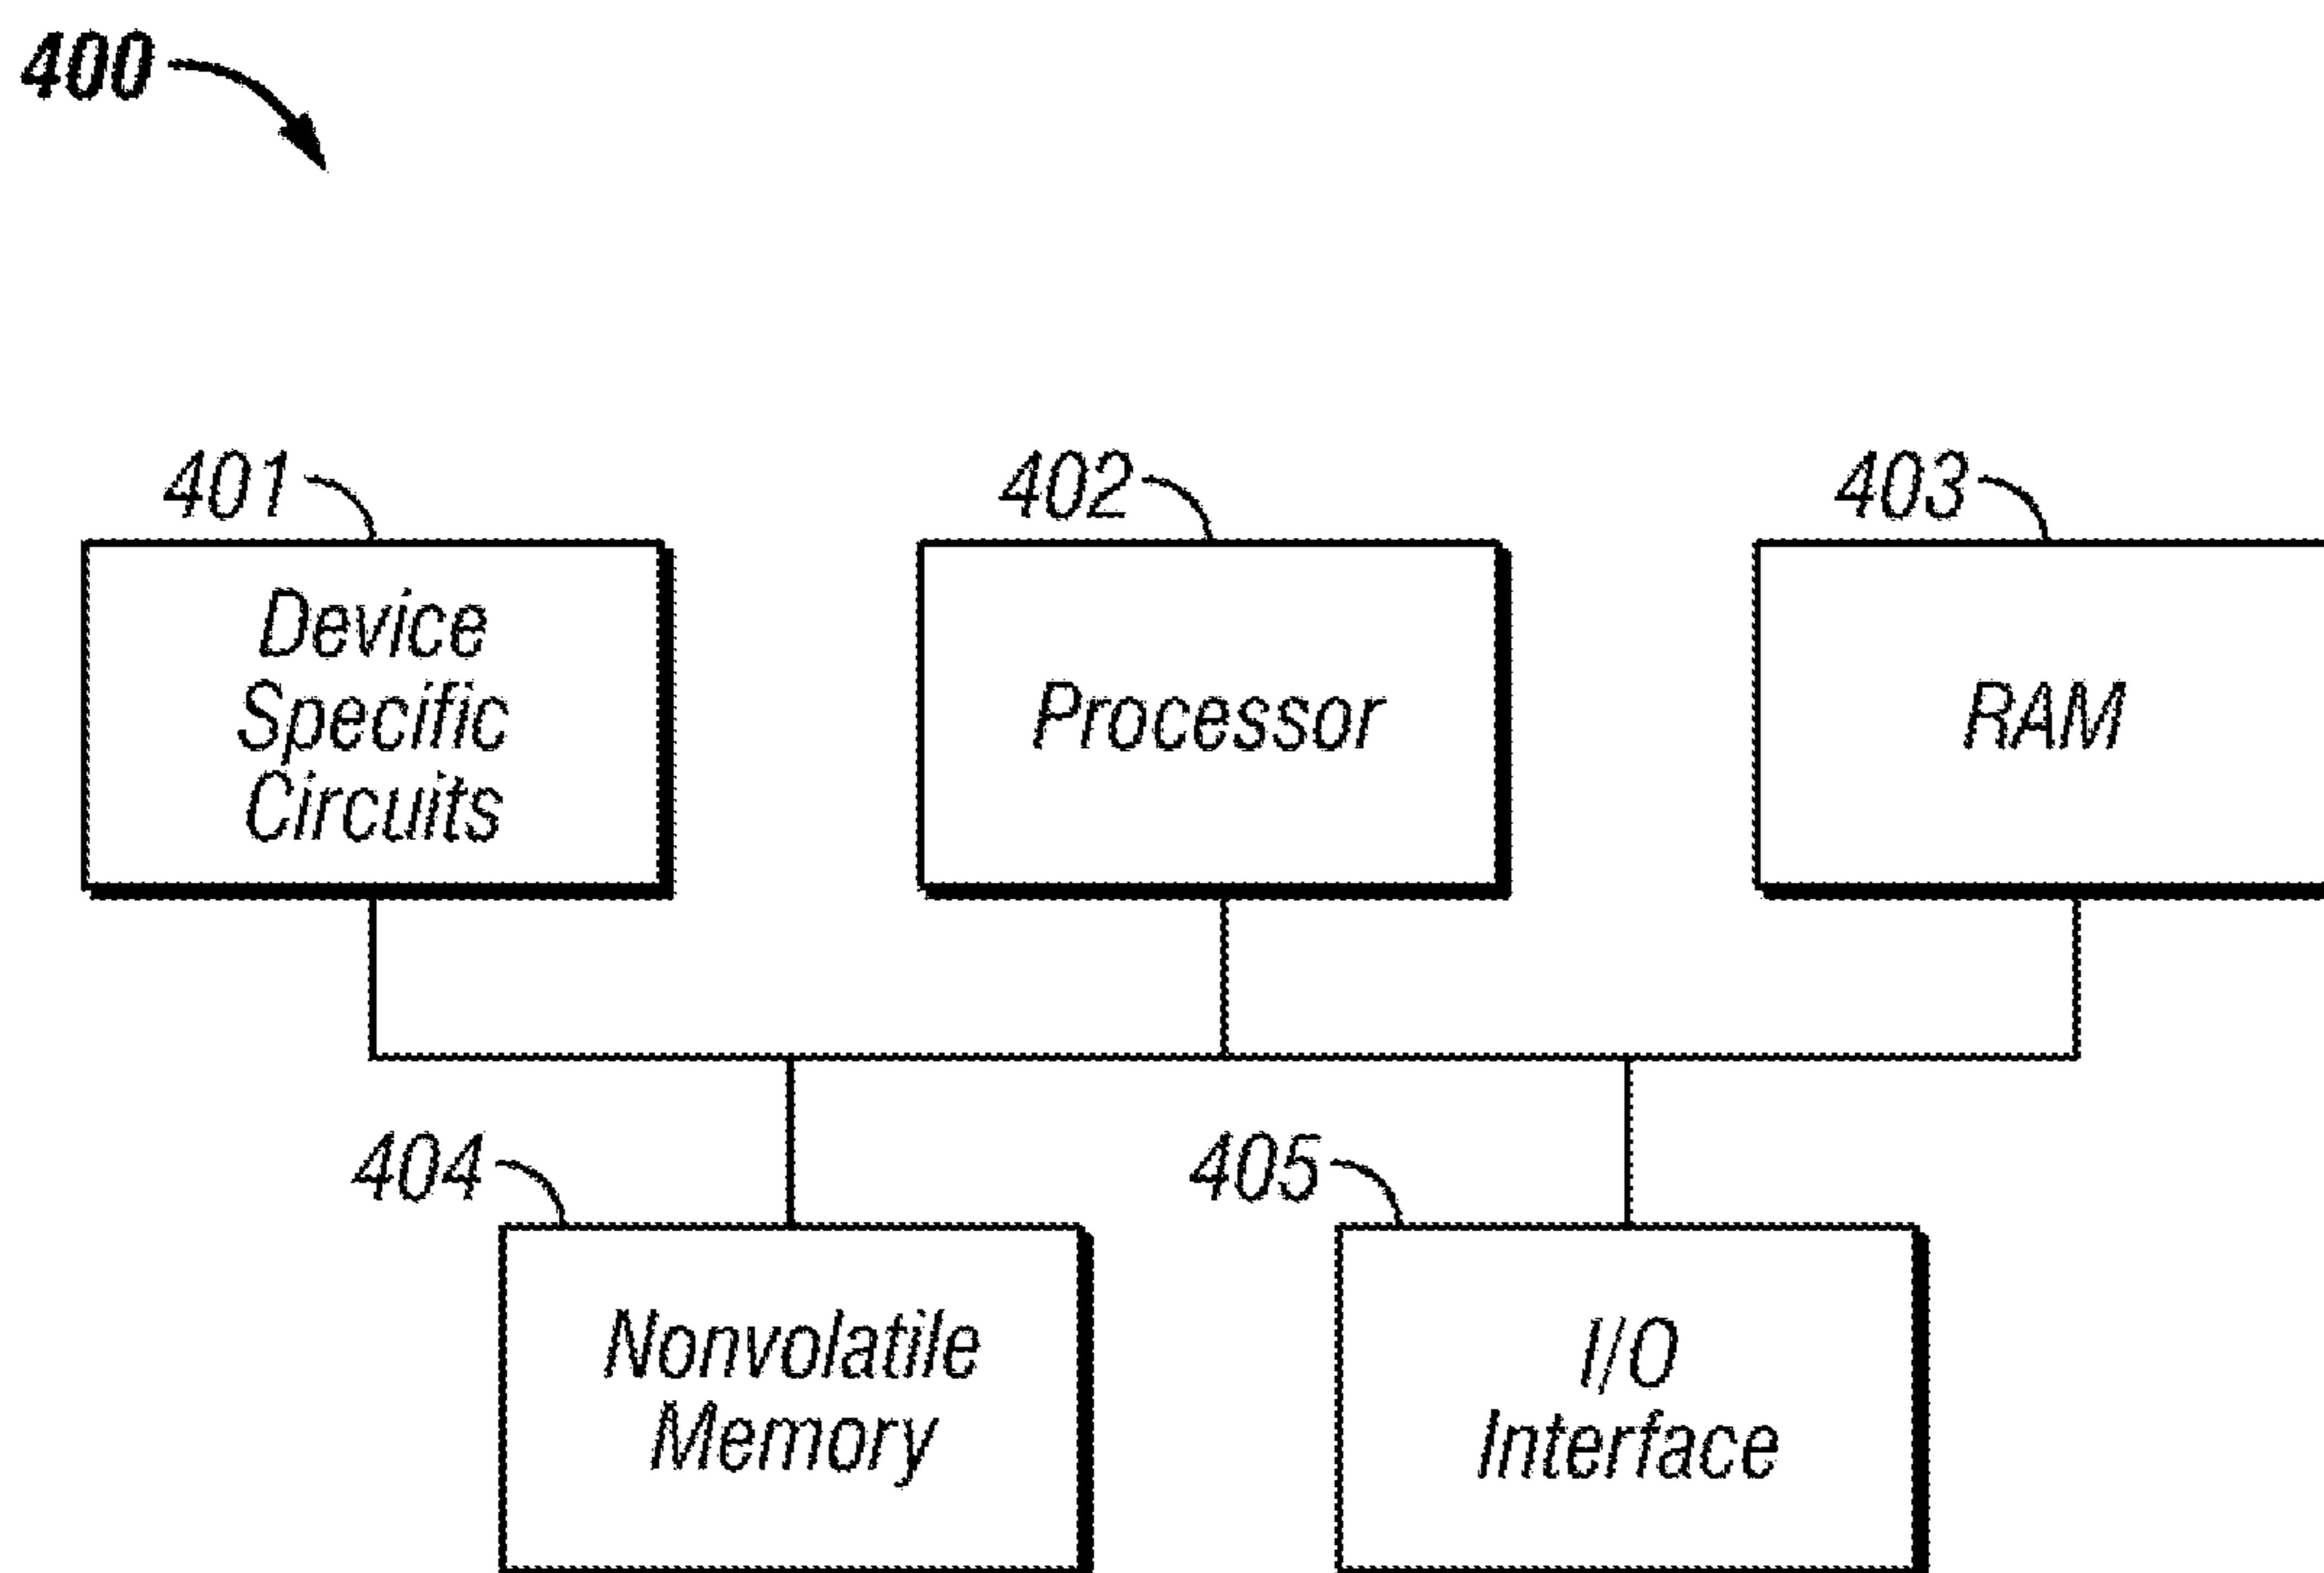 400
401
402
403
Device
Specific
Circuits
Processor
RAM
404
405
Nonvolatile
Memory
I/O
Interface